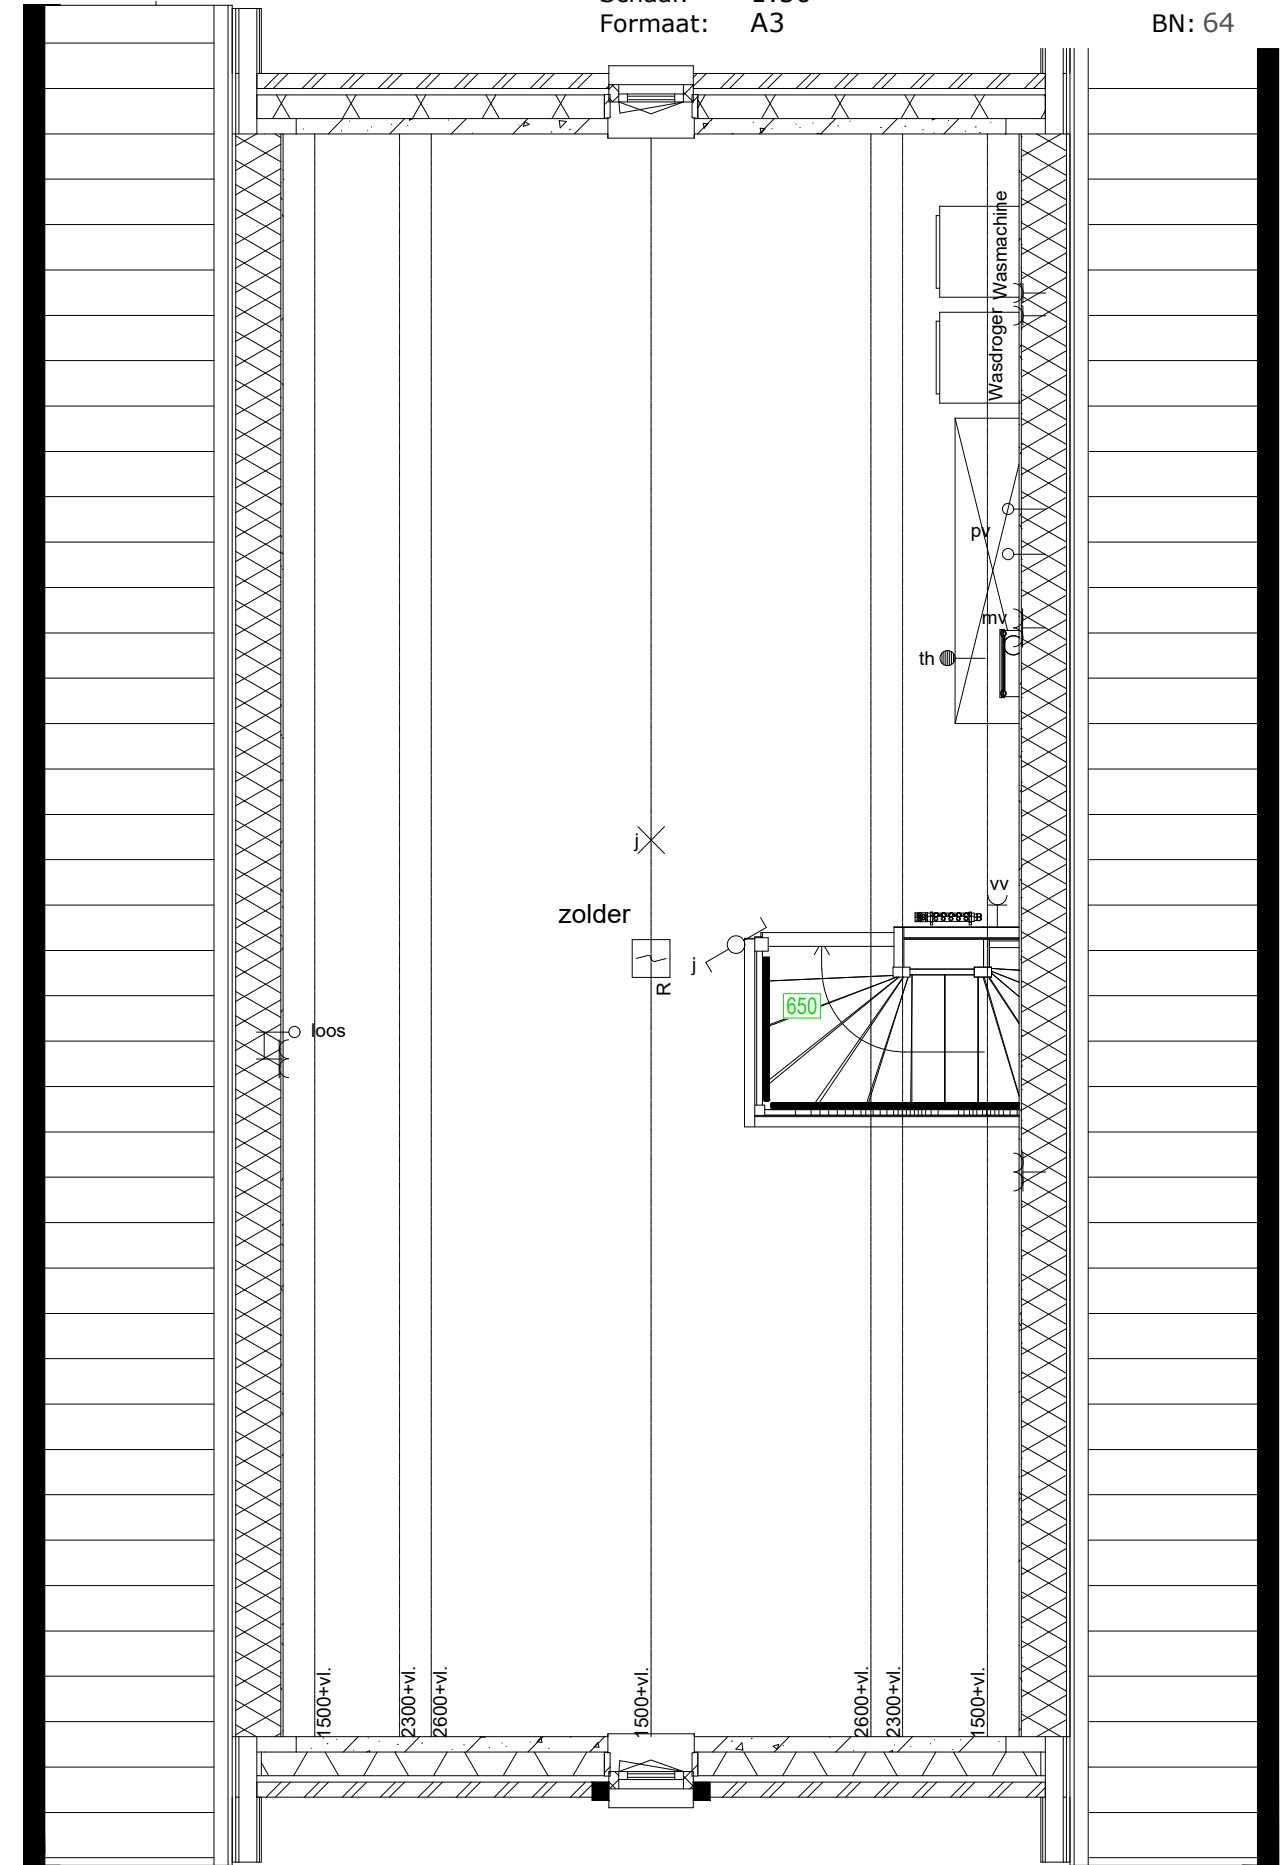 Formaat: A3 BN: 64
Wasmachine
Wasdroger
pv
mv
th
j
vv
zolder
j
R
650
loos
1500+vl.
2300+vl.
2600+vl.
1500+vl.
2600+vl.
2300+vl.
1500+vl.